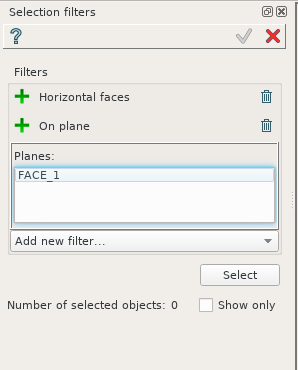 Selection filters
?
Filters
Horizontal faces
On plane
Planes:
FACE_1
Add new filter...
Select
Number of selected objects: 0 Show only